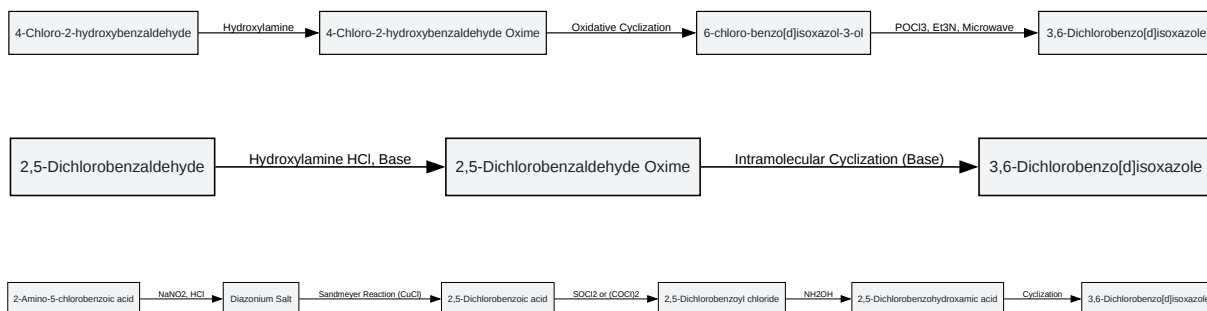 4-Chloro-2-hydroxybenzaldehyde
Hydroxylamine
4-Chloro-2-hydroxybenzaldehyde Oxime
Oxidative Cyclization
6-chloro-benzo[d]isoxazol-3-ol
POCl3, Et3N, Microwave
3,6-Dichlorobenzo[d]isoxazole
2,5-Dichlorobenzaldehyde
Hydroxylamine HCl, Base
2,5-Dichlorobenzaldehyde Oxime
Intramolecular Cyclization (Base)
3,6-Dichlorobenzo[d]isoxazole
2-Amino-5-chlorobenzoic acid
NaNO2, HCl
Diazonium Salt
Sandmeyer Reaction (CuCl)
2,5-Dichlorobenzoic acid
SOCl2 or (COCl)2
2,5-Dichlorobenzoyl chloride
NH2OH
2,5-Dichlorobenzohydroxamic acid
Cyclization
3,6-Dichlorobenzo[d]isoxazole